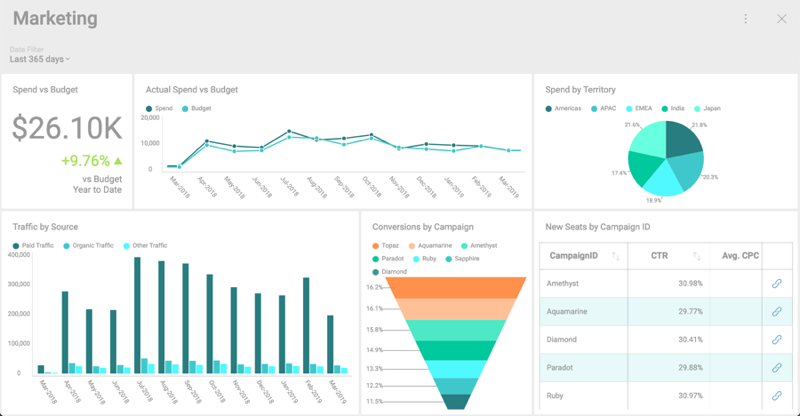 Marketing
Date Filter
Last 365 days
Spend vs Budget
$26.10K
+9.76%
vs Budget
Year to Date
Actual Spend vs Budget
Spend Budget
20,000
10,000
0
Mar-2018 Apr-2018 May-2018 Jun-2018 Jul-2018 Aug-2018 Sep-2018 Oct-2018 Nov-2018 Dec-2018 Jan-2019 Feb-2019 Mar-2019
Spend by Territory
Americas APAC EMEA India Japan
21.6% 21.8%
17.4% 20.3%
18.9%
Traffic by Source
Paid Traffic Organic Traffic Other Traffic
400,000
300,000
200,000
100,000
0
Mar-2018 Apr-2018 May-2018 Jun-2018 Jul-2018 Aug-2018 Sep-2018 Oct-2018 Nov-2018 Dec-2018 Jan-2019 Feb-2019 Mar-2019
Conversions by Campaign
Topaz Aquamarine Amethyst
Paradot Ruby Sapphire
Diamond
16.2%
16.1%
15.8%
14.9%
13.3%
12.2%
11.5%
New Seats by Campaign ID
CampaignID CTR Avg. CPC
Amethyst 30.98%
Aquamarine 29.77%
Diamond 30.41%
Paradot 29.88%
Ruby 30.97%